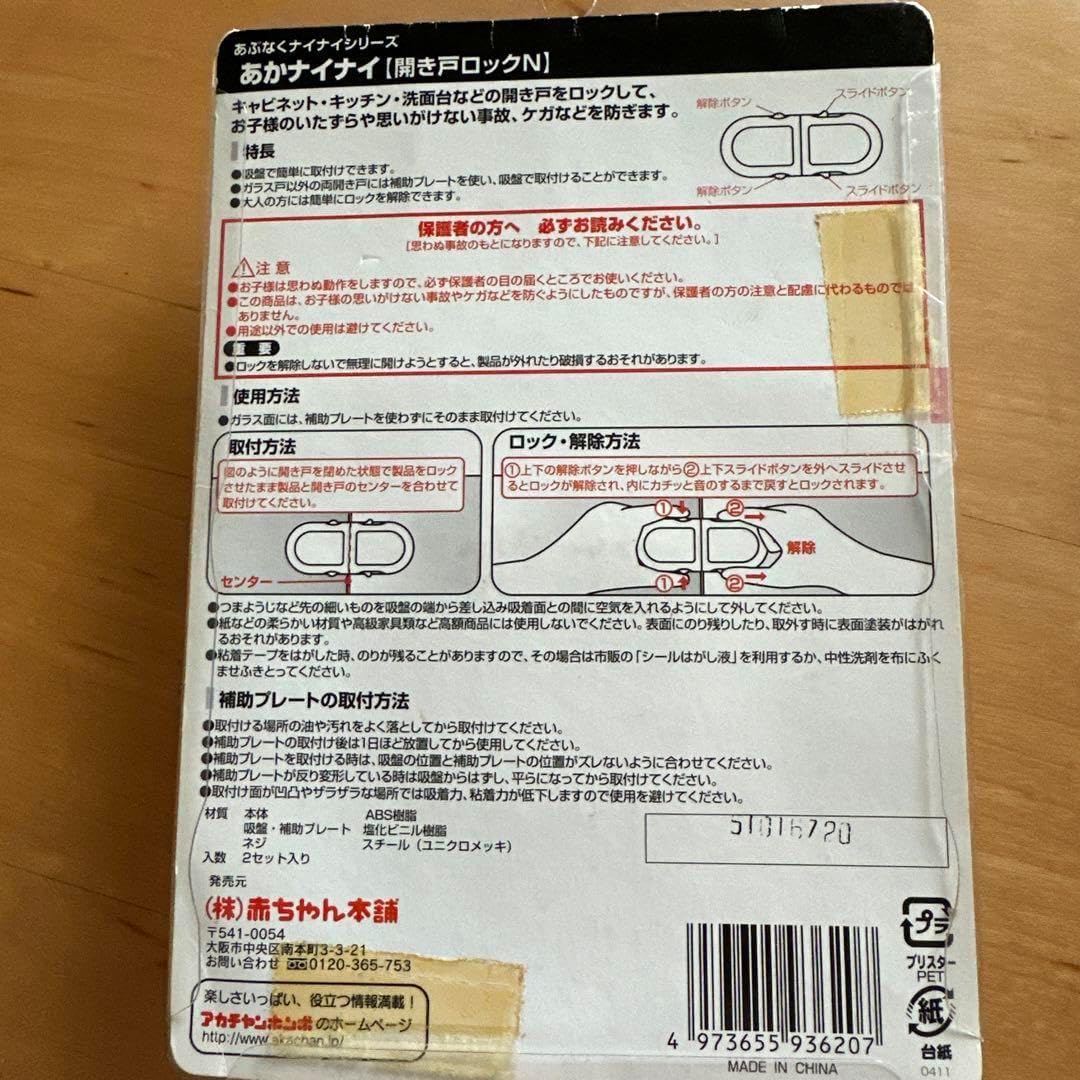 あぶなくナイナイシリーズ
あかナイナイ【開き戸ロックN】
キャビネット・キッチン・洗面台などの開き戸をロックして、
お子様のいたずらや思いがけない事故、ケガなどを防ぎます。
解除ボタン
スライドボタン
解除ボタン
スライドボタン
特長
●吸盤で簡単に取付けできます。
●ガラス戸以外の両開き戸には補助プレートを使い、吸盤で取付けることができます。
●大人の方には簡単にロックを解除できます。
保護者の方へ 必ずお読みください。
［思わぬ事故のもとになりますので、下記に注意してください。］
⚠注意
●お子様は思わぬ動作をしますので、必ず保護者の目の届くところでお使いください。
●この商品は、お子様の思いがけない事故やケガなどを防ぐようにしたものですが、保護者の方の注意と配慮に代わるものでは
ありません。
●用途以外での使用は避けてください。
重要
●ロックを解除しないで無理に開けようとすると、製品が外れたり破損するおそれがあります。
使用方法
●ガラス面には、補助プレートを使わずにそのまま取付けてください。
取付方法
図のように開き戸を閉めた状態で製品をロック
させたまま製品と開き戸のセンターを合わせて
取付けてください。
センター
ロック・解除方法
①上下の解除ボタンを押しながら②上下スライドボタンを外へスライドさせ
るとロックが解除され、内にカチッと音のするまで戻すとロックされます。
① ②
解除
① ②
●つまようじなど先の細いものを吸盤の端から差し込み吸着面との間に空気を入れるようにして外してください。
●紙などの柔らかい材質や高級家具類など高額商品には使用しないでください。表面にのり残りしたり、取外す時に表面塗装がはがれ
るおそれがあります。
●粘着テープをはがした時、のりが残ることがありますので、その場合は市販の「シールはがし液」を利用するか、中性洗剤を布にふく
ませふきとってください。
補助プレートの取付方法
●取付ける場所の油や汚れをよく落としてから取付けてください。
●補助プレートの取付け後は1日ほど放置してから使用してください。
●補助プレートを取付ける時は、吸盤の位置と補助プレートの位置がズレないように合わせてください。
●補助プレートが反り変形している時は吸盤からはずし、平らになってから取付けてください。
●取付け面が凹凸やザラザラな場所では吸着力、粘着力が低下しますので使用を避けてください。
材質 本体 ABS樹脂
吸盤・補助プレート 塩化ビニル樹脂
ネジ スチール（ユニクロメッキ）
入数 2セット入り
51016720
発売元
（株）赤ちゃん本舗
〒541-0054
大阪市中央区南本町3-3-21
お問い合わせ 0120-365-753
楽しさいっぱい、役立つ情報満載！
アカチャンホンポのホームページ
http://www.akachan.jp/
4 973655 936207
MADE IN CHINA
プラ
ブリスター
PET
紙
台紙
0411